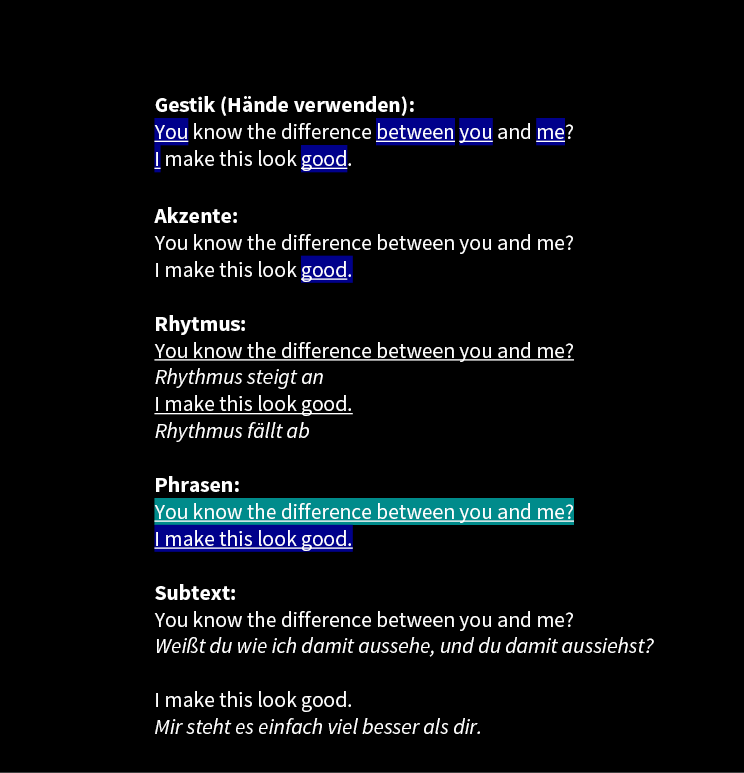 Gestik (Hände verwenden):
You know the difference between you and me?
I make this look good.
Akzente:
You know the difference between you and me?
I make this look good.
Rhytmus:
You know the difference between you and me?
Rhythmus steigt an
I make this look good.
Rhythmus fällt ab
Phrasen:
You know the difference between you and me?
I make this look good.
Subtext:
You know the difference between you and me?
Weißt du wie ich damit aussehe, und du damit aussiehst?
I make this look good.
Mir steht es einfach viel besser als dir.